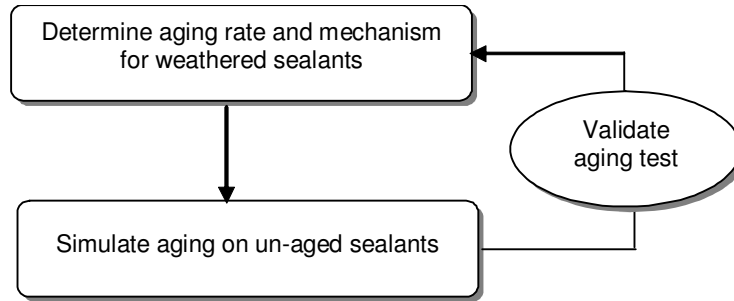 Determine aging rate and mechanism
for weathered sealants
Validate
aging test
Simulate aging on un-aged sealants